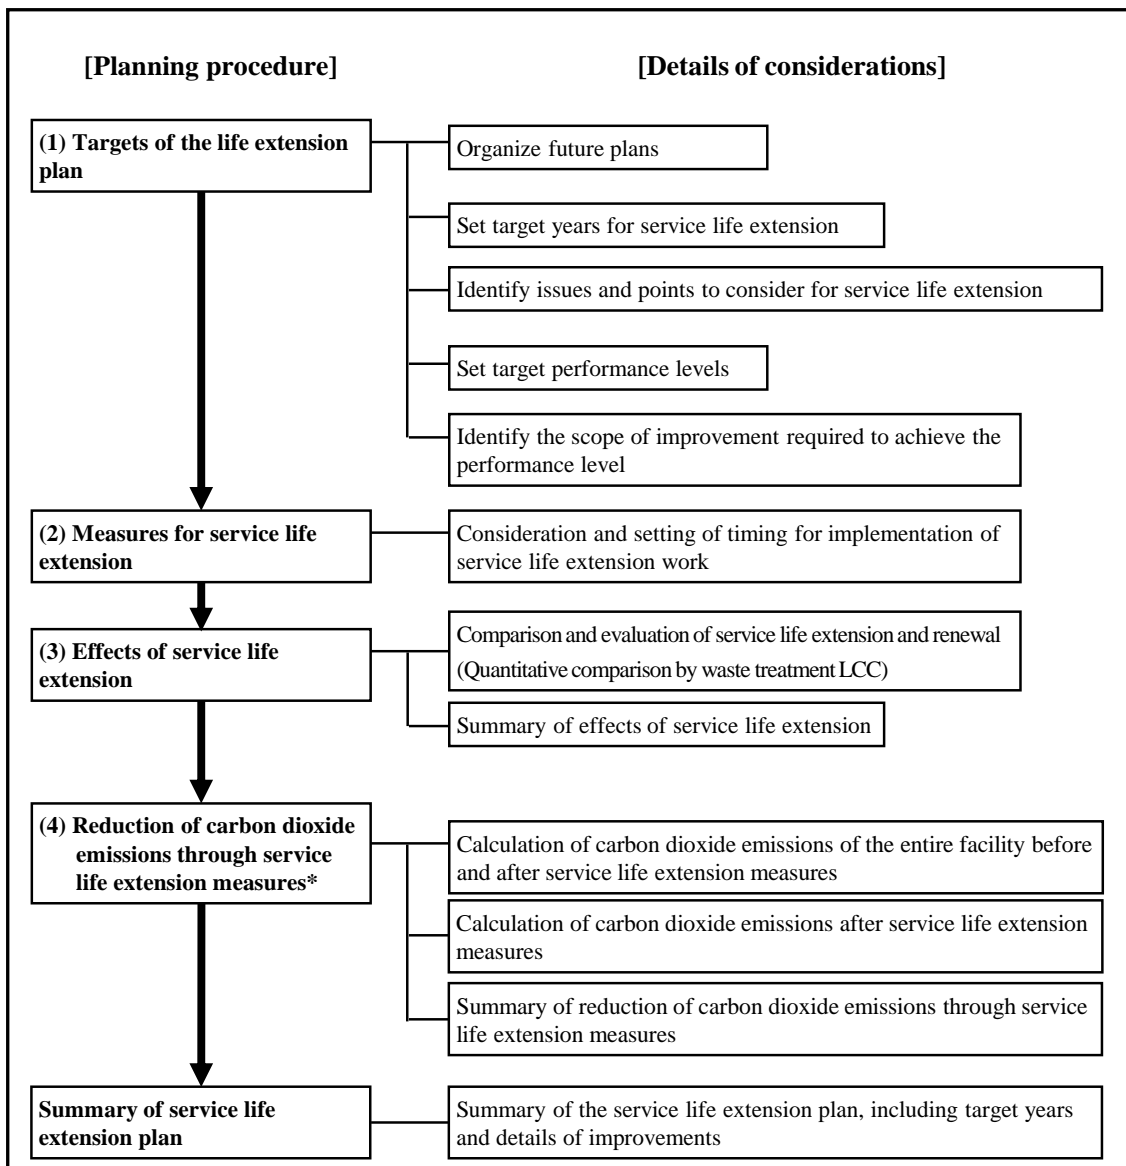 [Planning procedure]
[Details of considerations]
(1) Targets of the life extension
plan
Organize future plans
Set target years for service life extension
Identify issues and points to consider for service life extension
Set target performance levels
Identify the scope of improvement required to achieve the
performance level
(2) Measures for service life
extension
Consideration and setting of timing for implementation of
service life extension work
(3) Effects of service life
extension
Comparison and evaluation of service life extension and renewal
(Quantitative comparison by waste treatment LCC)
Summary of effects of service life extension
(4) Reduction of carbon dioxide
emissions through service
life extension measures*
Calculation of carbon dioxide emissions of the entire facility before
and after service life extension measures
Calculation of carbon dioxide emissions after service life extension
measures
Summary of reduction of carbon dioxide emissions through service
life extension measures
Summary of service life
extension plan
Summary of the service life extension plan, including target years
and details of improvements